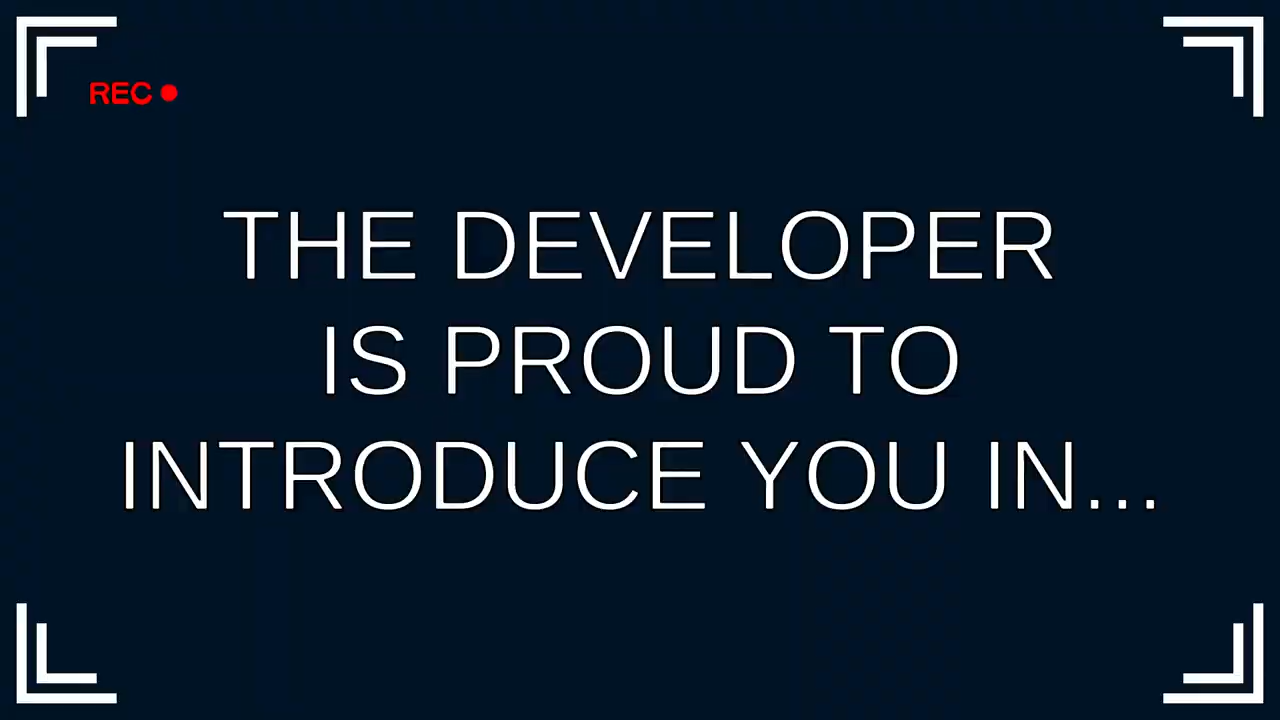 REC
THE DEVELOPER
IS PROUD TO
INTRODUCE YOU IN...